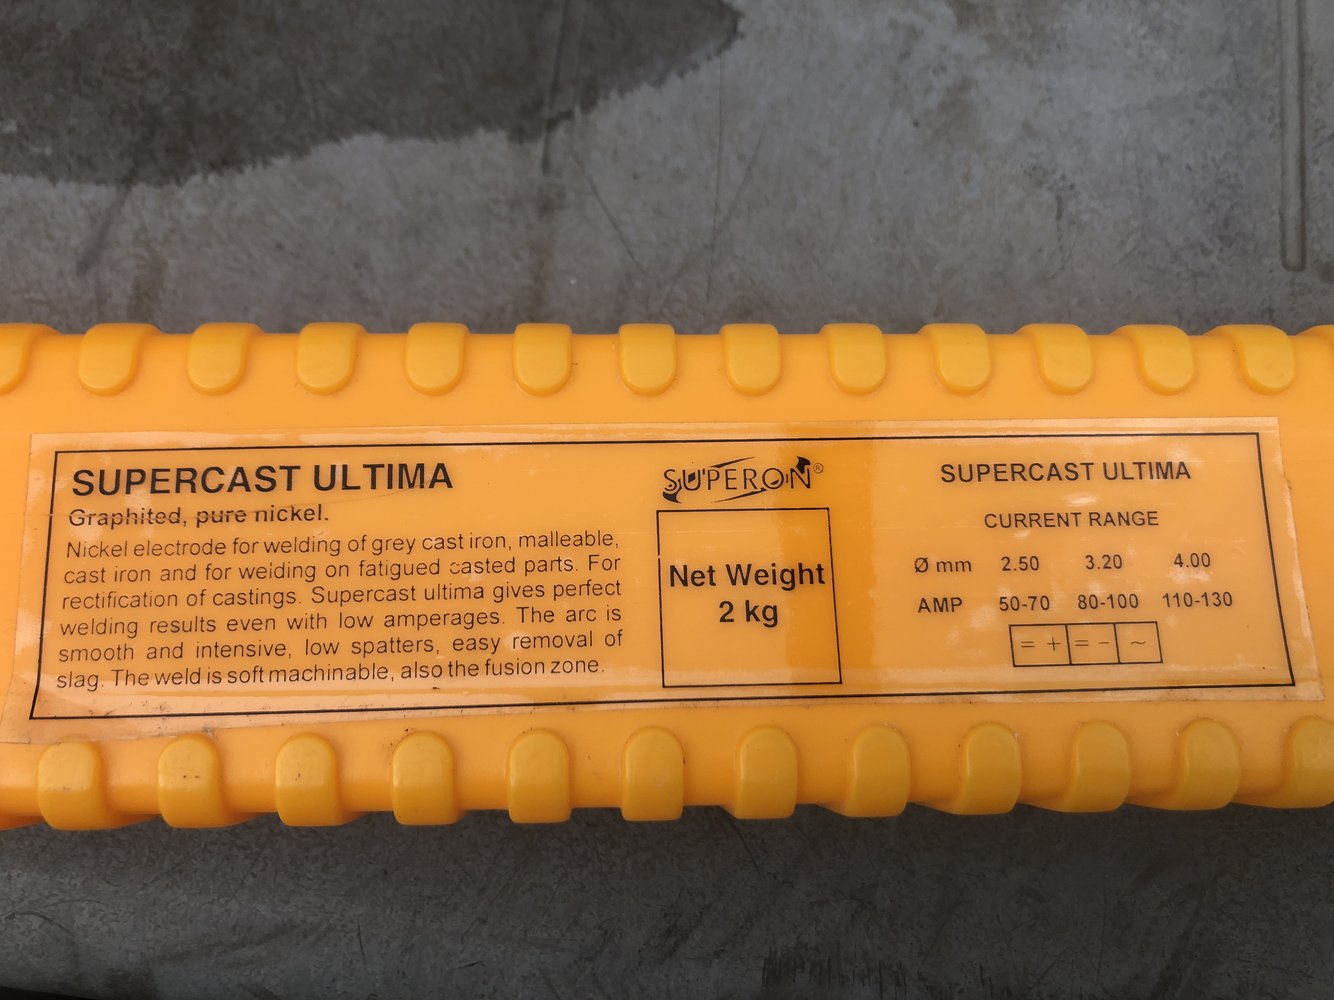 SUPERCAST ULTIMA
Graphited, pure nickel.
Nickel electrode for welding of grey cast iron, malleable,
cast iron and for welding on fatigued casted parts. For
rectification of castings. Supercast ultima gives perfect
welding results even with low amperages. The arc is
smooth and intensive, low spatters, easy removal of
slag. The weld is soft machinable, also the fusion zone.
SUPERON®
Net Weight
2 kg
SUPERCAST ULTIMA
CURRENT RANGE
Ø mm 2.50 3.20 4.00
AMP 50-70 80-100 110-130
= + = - ~